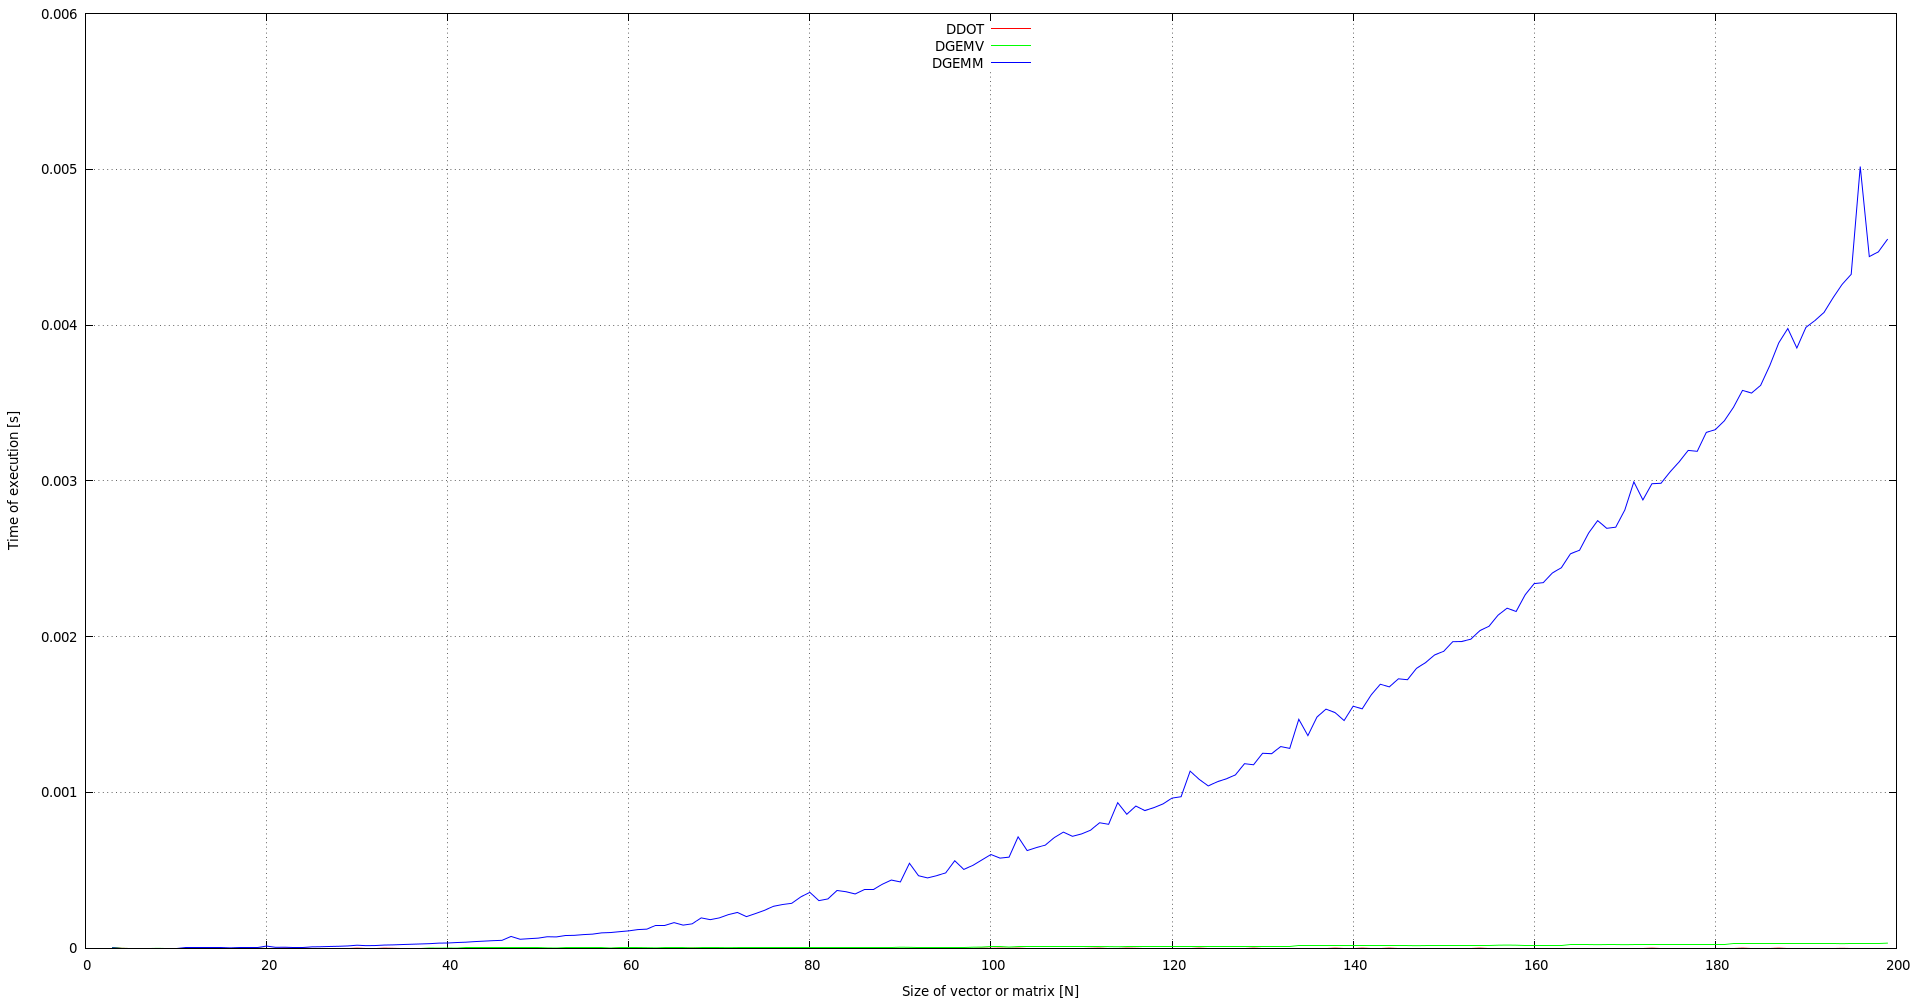 0.006
0.005
0.004
0.003
0.002
0.001
0
DDOT
DGEMV
DGEMM
Time of execution [s]
0 20 40 60 80 100 120 140 160 180 200
Size of vector or matrix [N]